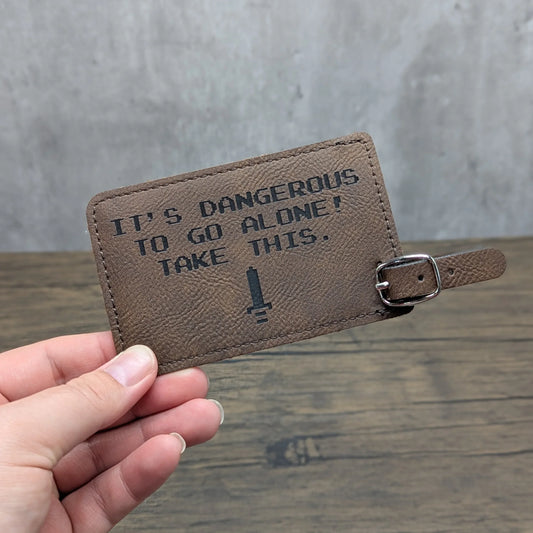 IT'S DANGEROUS
TO GO ALONE!
TAKE THIS.